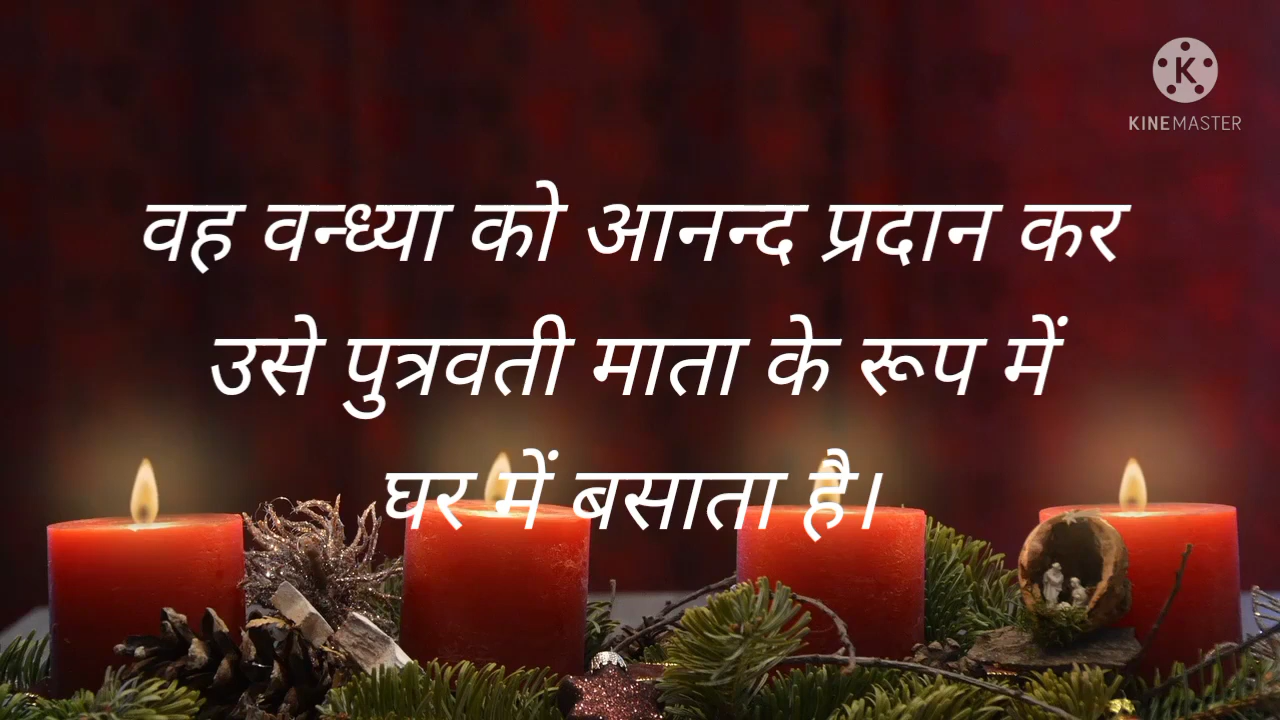 KINEMASTER
वह वन्ध्या को आनन्द प्रदान कर
उसे पुत्रवती माता के रूप में
घर में बसाता है।